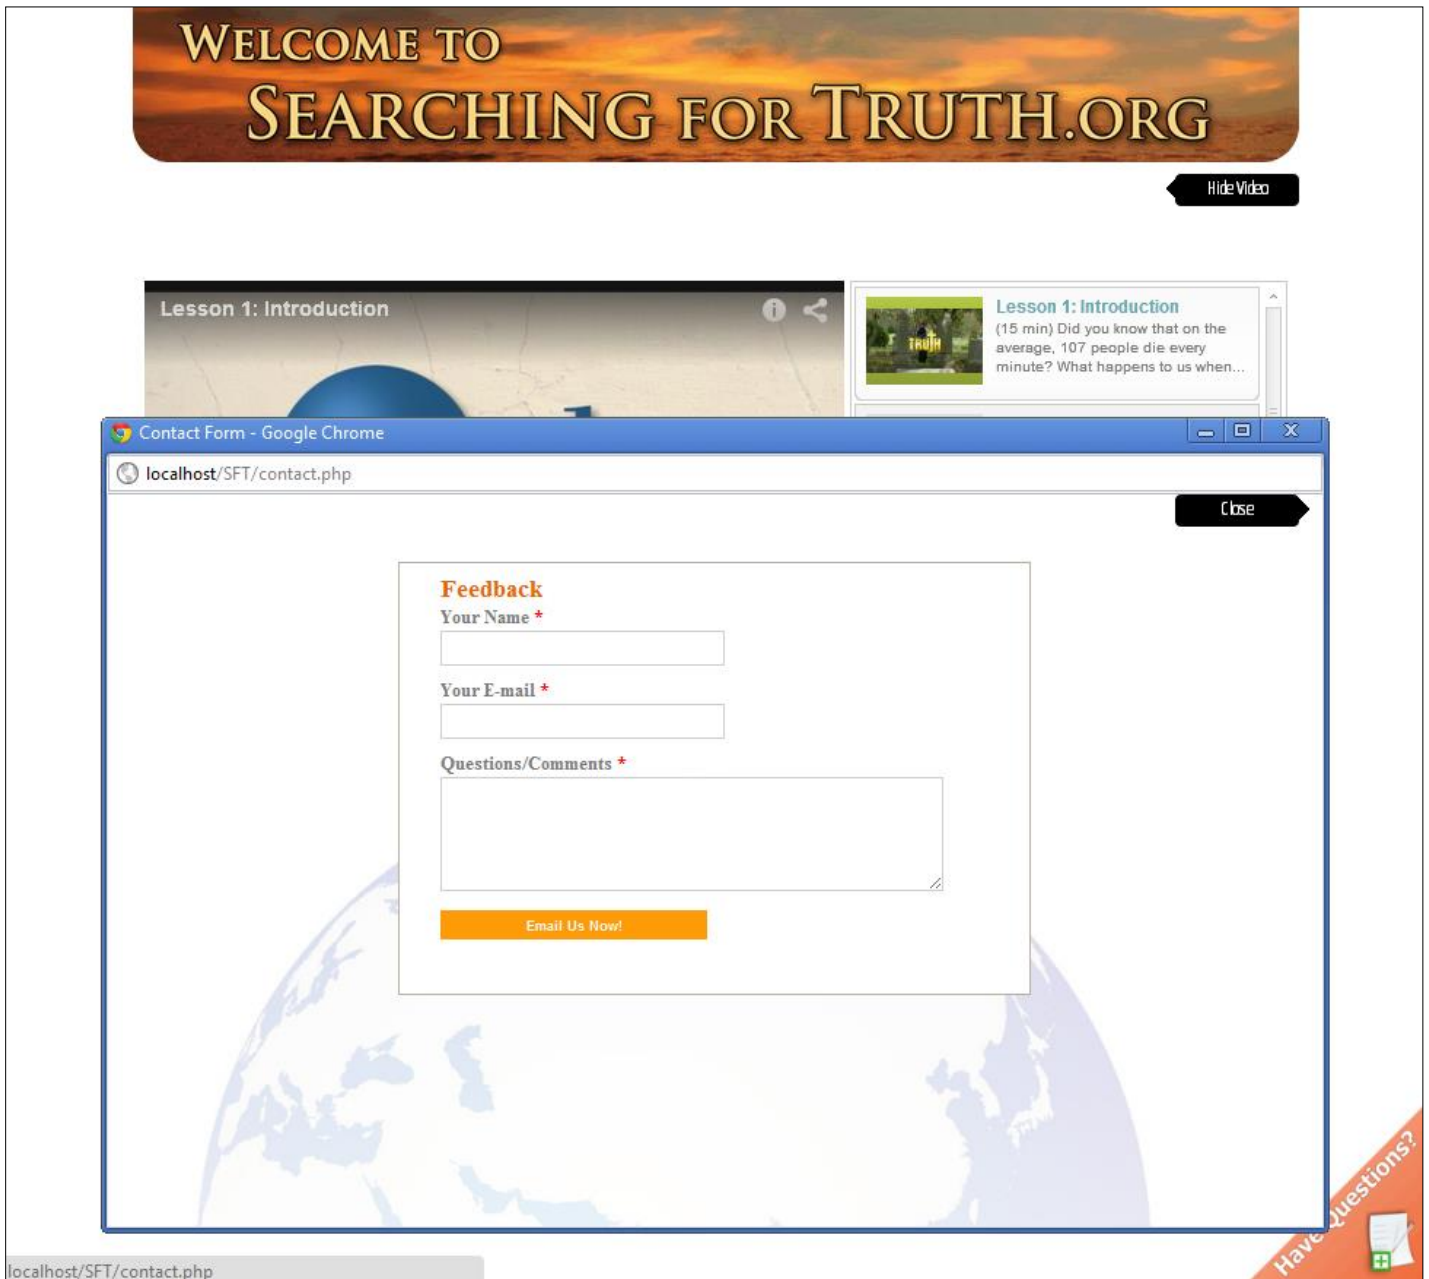 WELCOME TO
SEARCHING FOR TRUTH.ORG
Hide Video
Lesson 1: Introduction
Lesson 1: Introduction
(15 min) Did you know that on the
average, 107 people die every
minute? What happens to us when...
TRUTH
Contact Form - Google Chrome
localhost/SFT/contact.php
Close
Feedback
Your Name *
Your E-mail *
Questions/Comments *
Email Us Now!
Have Questions?
localhost/SFT/contact.php